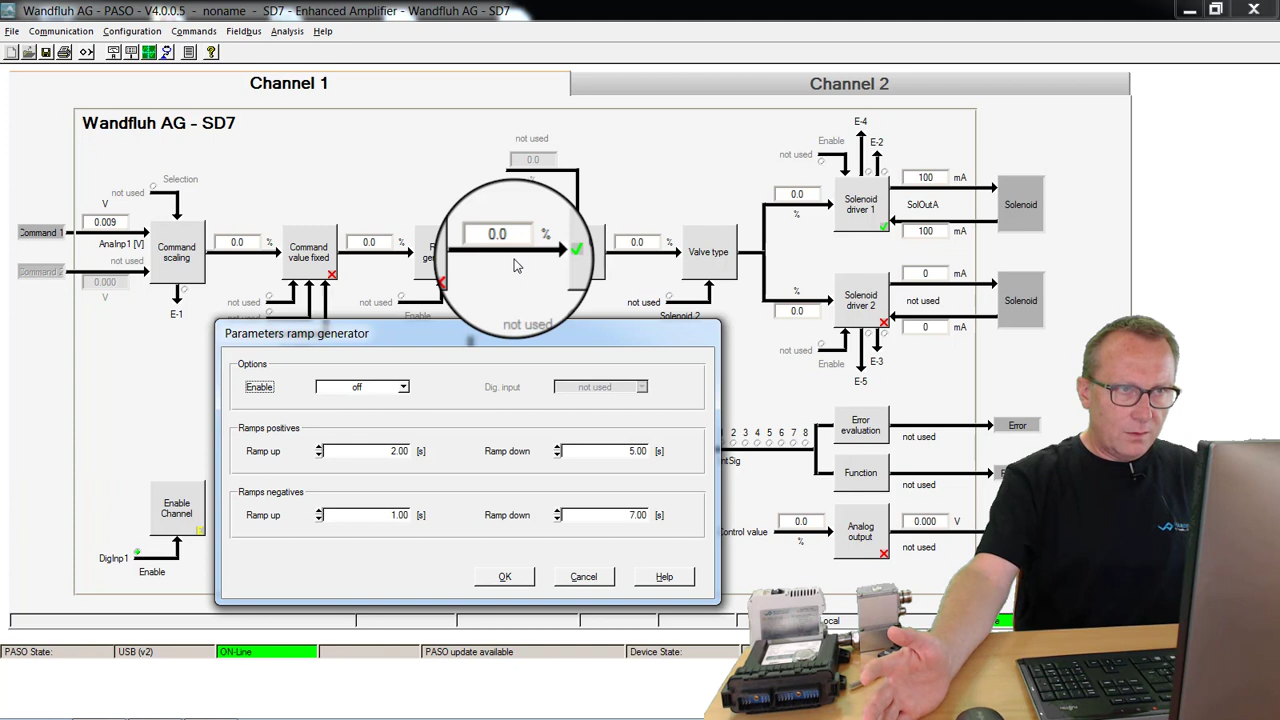 Wandfluh AG - PASO - V4.0.0.5 - noname - SD7 - Enhanced Amplifier - Wandfluh AG - SD7
File Communication Configuration Commands FieldBus Analysis Help
Channel 1
Channel 2
Wandfluh AG - SD7
not used
0.0
Selection
not used
V
Command 1
0.009
AnaInp1 [V]
not used
Command 2
0.000
V
Command
scaling
E-1
0.0 %
Command
value fixed
not used
0.0 %
not used
Enable
0.0 %
not used
0.0 %
Valve type
not used
Solenoid 2
E-4
E-2
Enable
not used
0.0
%
Solenoid
driver 1
100 mA
SolOutA
100
Solenoid
%
0.0
Solenoid
driver 2
0 mA
not used
0
Solenoid
not used
Enable
E-3
E-5
Parameters ramp generator
Options
Enable
off
Dig. input
not used
Ramps positives
Ramp up
2.00 [s]
Ramp down
5.00 [s]
Ramps negatives
Ramp up
1.00 [s]
Ramp down
7.00 [s]
OK
Cancel
Help
1 2 3 4 5 6 7 8
Error
evaluation
not used
Error
Function
not used
0.0
%
Analog
output
0.000 V
not used
Enable
Channel
DigInp1
Enable
PASO State:
USB (v2)
ON-Line
PASO update available
Device State: